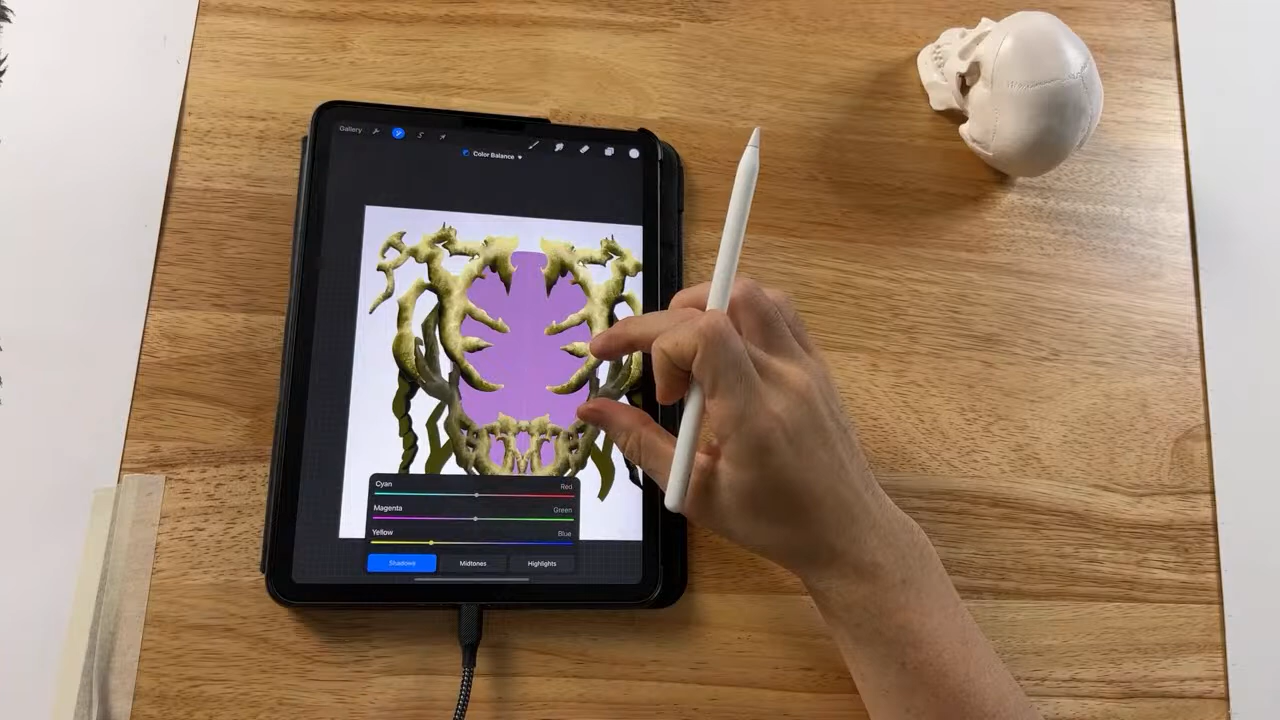 Gallery
Color Balance
Cyan Red
Magenta Green
Yellow Blue
Shadows Midtones Highlights